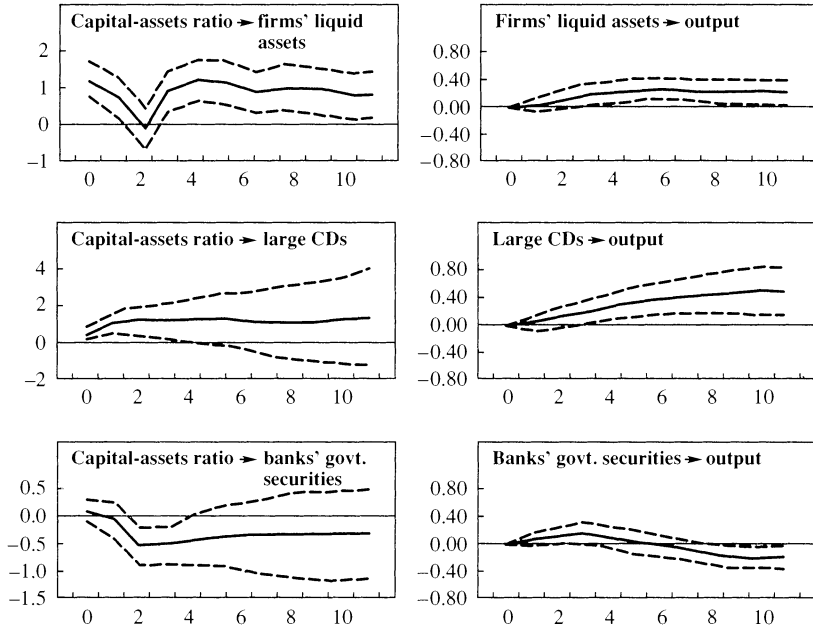 Capital-assets ratio → firms' liquid
assets
2
1
0
−1
0 2 4 6 8 10
Firms' liquid assets → output
0.80
0.40
0.00
−0.40
−0.80
0 2 4 6 8 10
Capital-assets ratio → large CDs
4
2
0
−2
0 2 4 6 8 10
Large CDs → output
0.80
0.40
0.00
−0.40
−0.80
0 2 4 6 8 10
Capital-assets ratio → banks' govt.
securities
0.5
0.0
−0.5
−1.0
−1.5
0 2 4 6 8 10
Banks' govt. securities → output
0.80
0.40
0.00
−0.40
−0.80
0 2 4 6 8 10